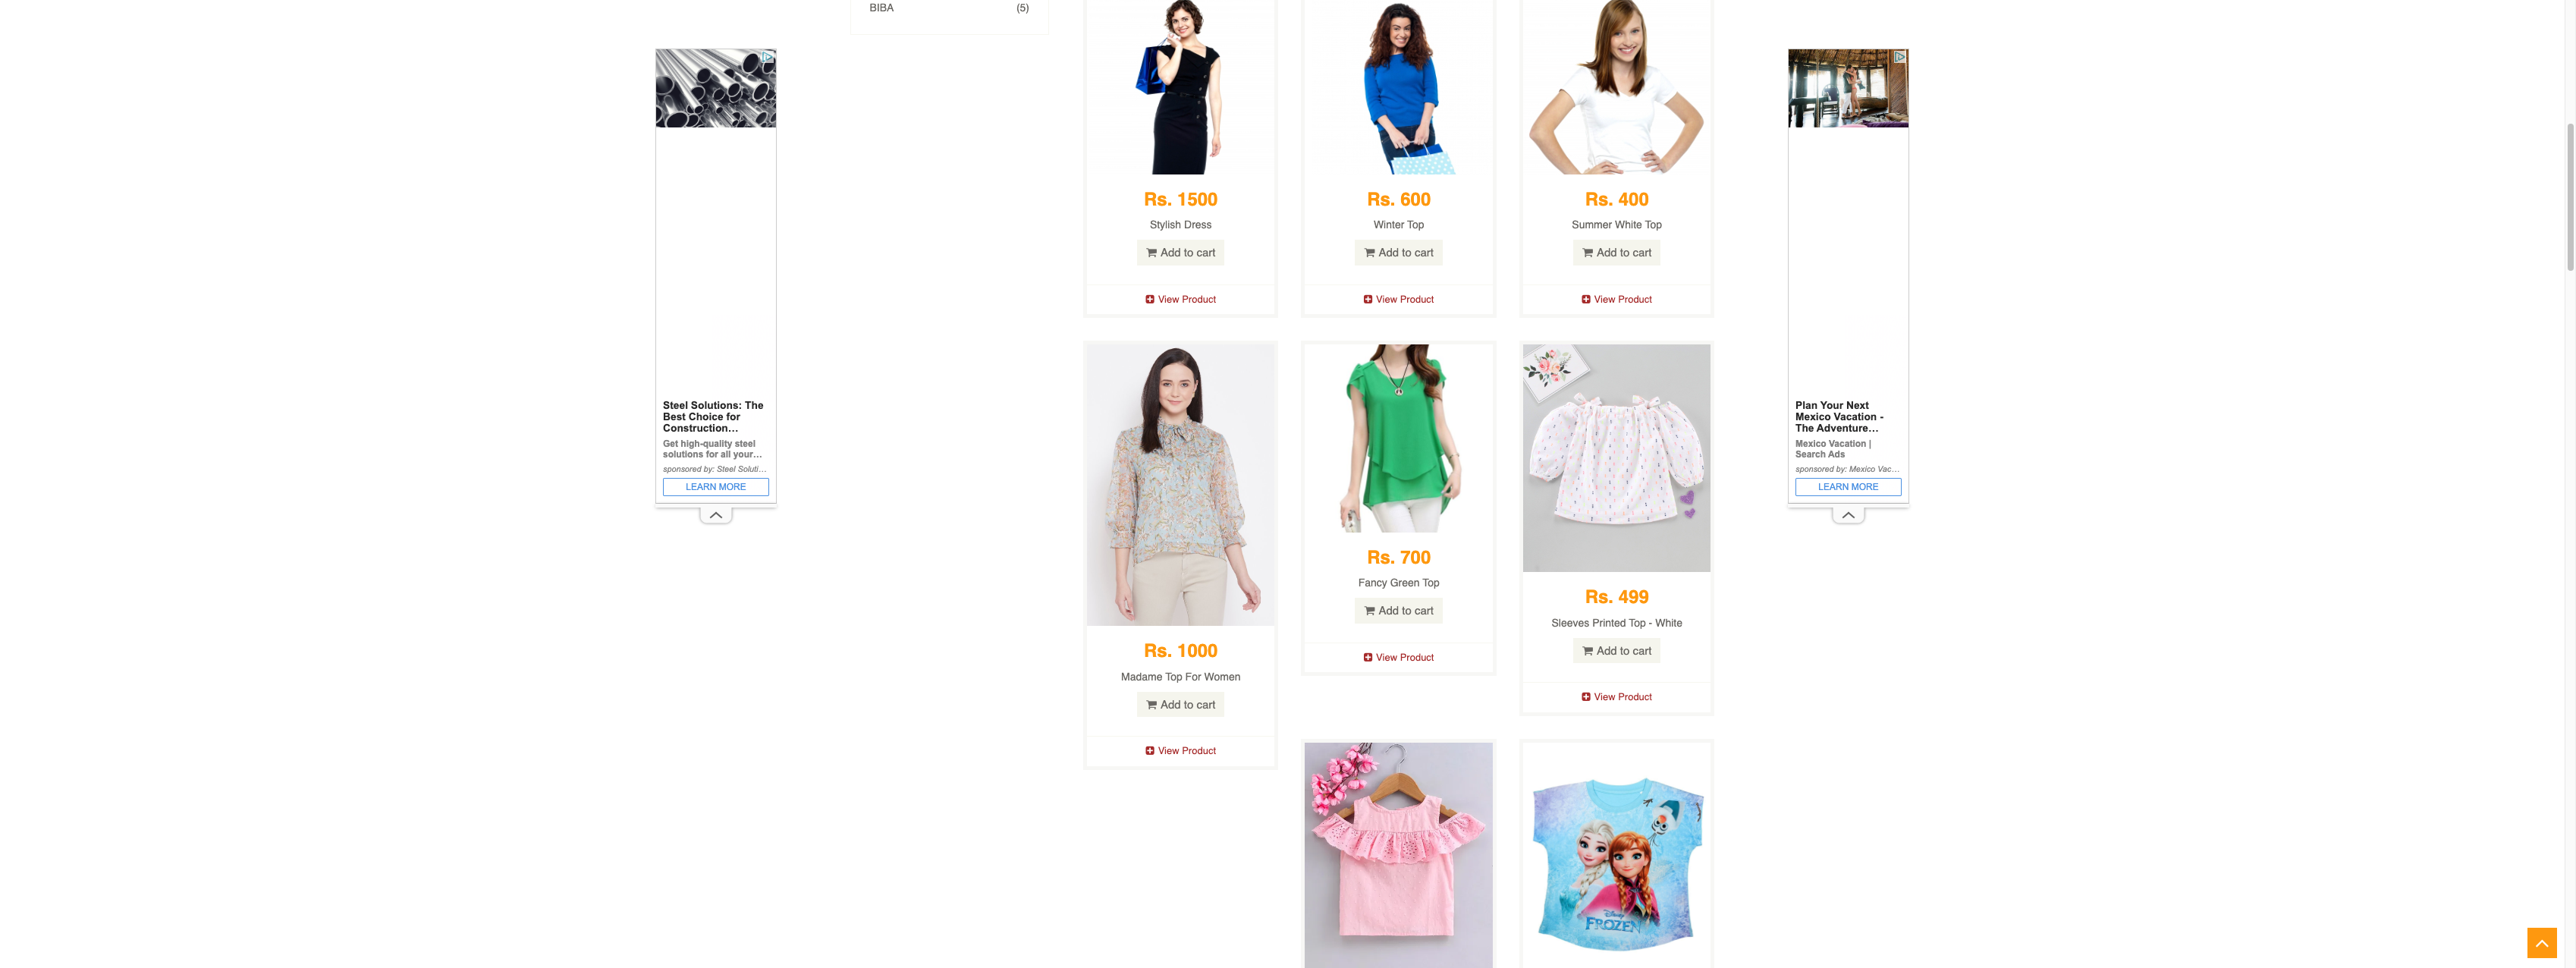 BIBA (5)
Rs. 1500
Stylish Dress
Add to cart
View Product
Rs. 600
Winter Top
Add to cart
View Product
Rs. 400
Summer White Top
Add to cart
View Product
Steel Solutions: The
Best Choice for
Construction...
Get high-quality steel
solutions for all your...
sponsored by: Steel Soluti...
LEARN MORE
Rs. 1000
Madame Top For Women
Add to cart
View Product
Rs. 700
Fancy Green Top
Add to cart
View Product
Rs. 499
Sleeves Printed Top - White
Add to cart
View Product
Plan Your Next
Mexico Vacation -
The Adventure...
Mexico Vacation |
Search Ads
sponsored by: Mexico Vac...
LEARN MORE
Disney
FROZEN